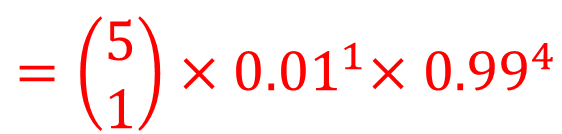 = (5 1) × 0.01¹ × 0.99⁴